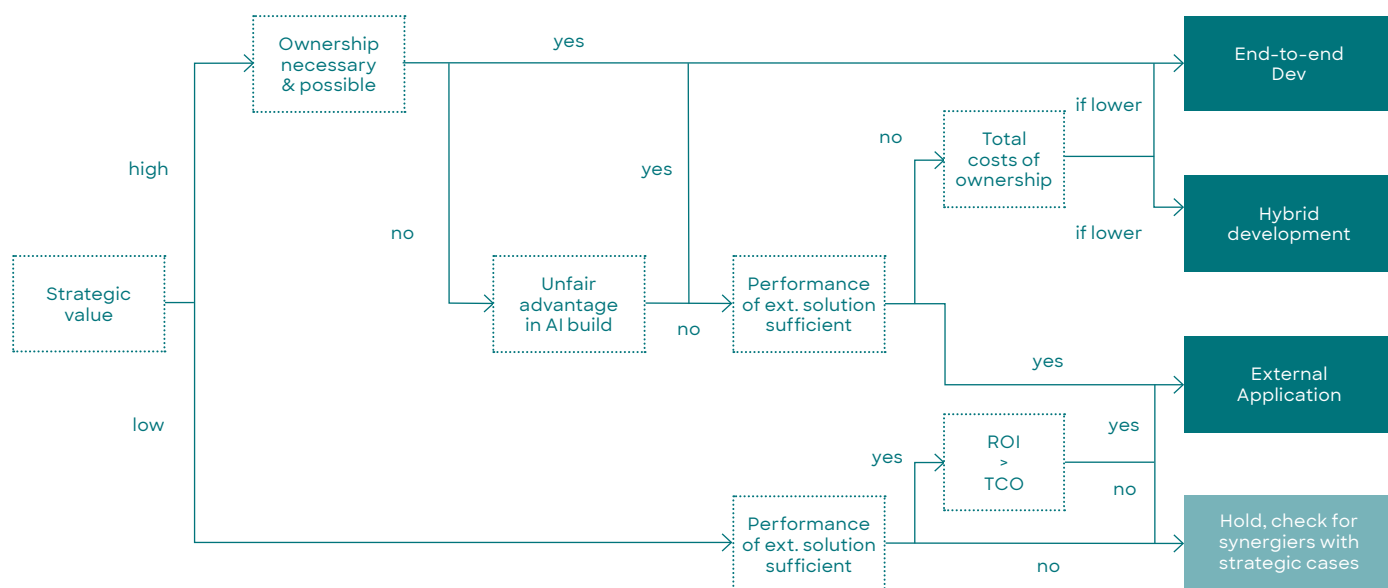 Ownership
necessary
& possible
yes
End-to-end
Dev
if lower
no
Total
costs of
ownership
high
yes
Hybrid
development
no
if lower
Strategic
value
Unfair
advantage
in AI build
no
Performance
of ext. solution
sufficient
yes
External
Application
low
yes
ROI
>
TCO
yes
no
Performance
of ext. solution
sufficient
no
Hold, check for
synergiers with
strategic cases